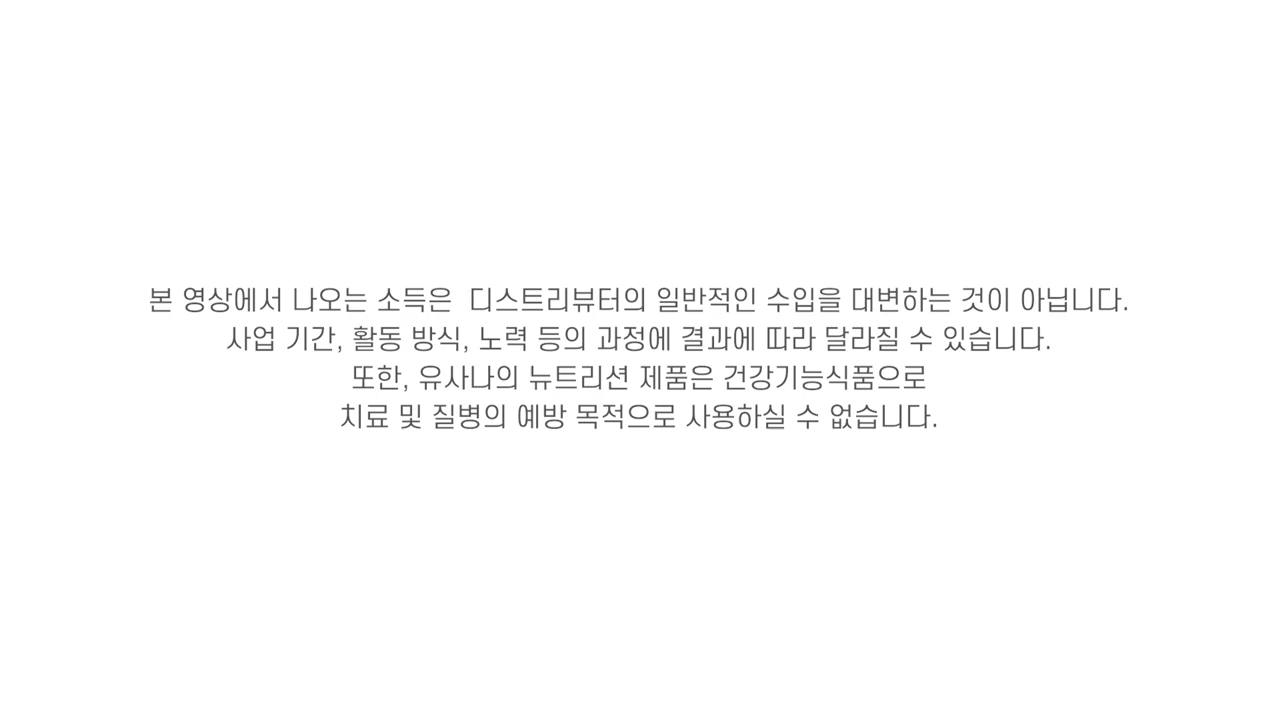 본 영상에서 나오는 소득은  디스트리뷰터의 일반적인 수입을 대변하는 것이 아닙니다.
사업 기간, 활동 방식, 노력 등의 과정에 결과에 따라 달라질 수 있습니다.
또한, 유사나의 뉴트리션 제품은 건강기능식품으로
치료 및 질병의 예방 목적으로 사용하실 수 없습니다.